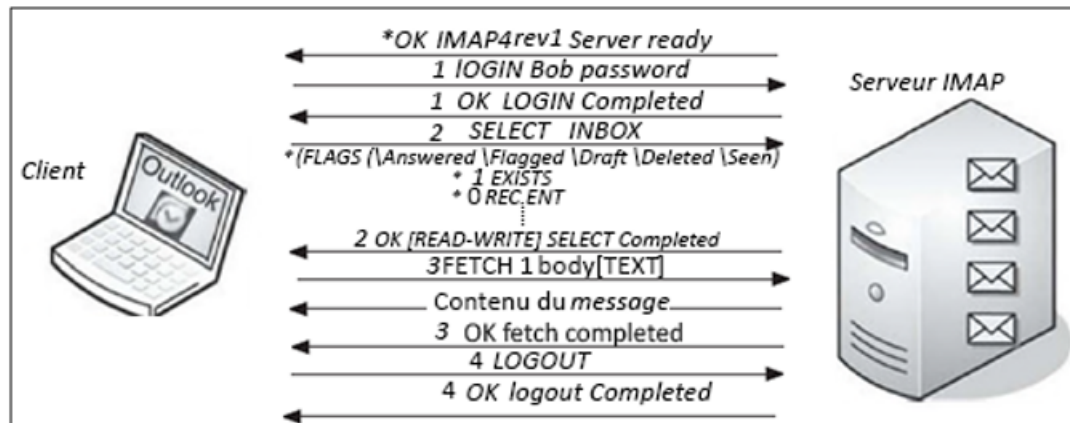 *OK IMAP4rev1 Server ready
1 lOGIN Bob password
Serveur IMAP
1 OK LOGIN Completed
2 SELECT INBOX
*(FLAGS (\Answered \Flagged \Draft \Deleted \Seen)
Client
Outlook
* 1 EXISTS
* 0 REC.ENT
2 OK [READ-WRITE] SELECT Completed
3FETCH 1 body[TEXT]
Contenu du message
3 OK fetch completed
4 LOGOUT
4 OK logout Completed